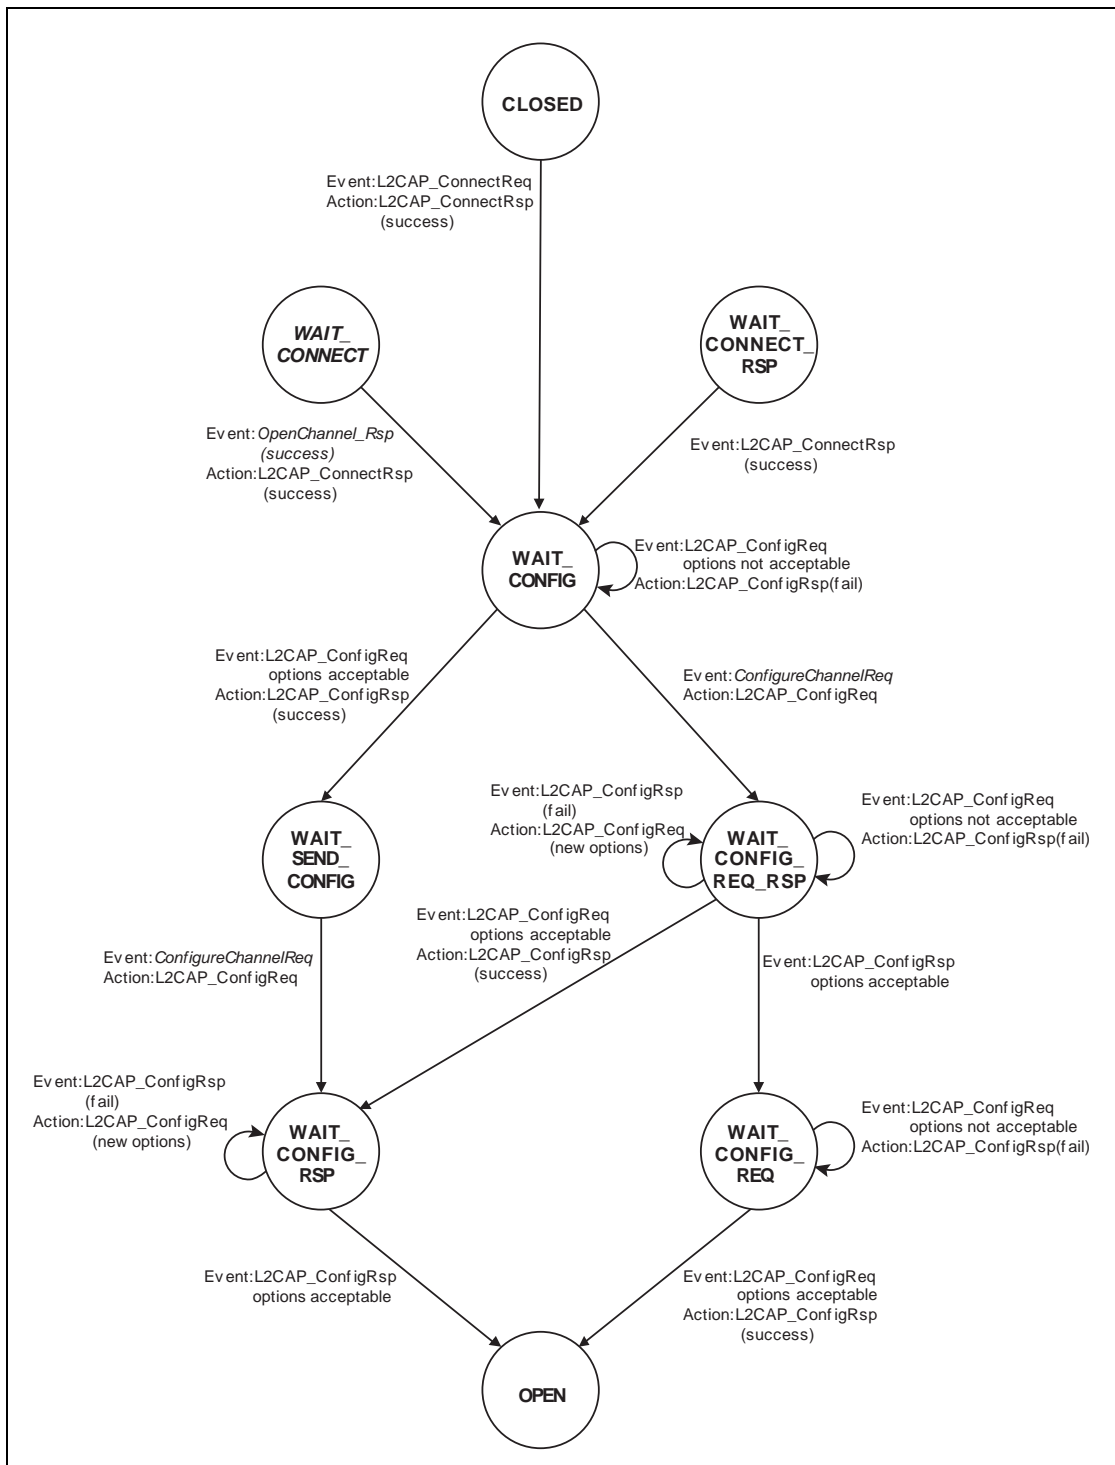 CLOSED
Event:L2CAP_ConnectReq
Action:L2CAP_ConnectRsp
(success)
WAIT_
CONNECT
WAIT_
CONNECT_
RSP
Event:OpenChannel_Rsp
(success)
Action:L2CAP_ConnectRsp
(success)
Event:L2CAP_ConnectRsp
(success)
WAIT_
CONFIG
Event:L2CAP_ConfigReq
options not acceptable
Action:L2CAP_ConfigRsp(fail)
Event:L2CAP_ConfigReq
options acceptable
Action:L2CAP_ConfigRsp
(success)
Event:ConfigureChannelReq
Action:L2CAP_ConfigReq
WAIT_
SEND_
CONFIG
Event:L2CAP_ConfigRsp
(fail)
Action:L2CAP_ConfigReq
(new options)
WAIT_
CONFIG_
REQ_RSP
Event:L2CAP_ConfigReq
options not acceptable
Action:L2CAP_ConfigRsp(fail)
Event:ConfigureChannelReq
Action:L2CAP_ConfigReq
Event:L2CAP_ConfigReq
options acceptable
Action:L2CAP_ConfigRsp
(success)
Event:L2CAP_ConfigRsp
options acceptable
Event:L2CAP_ConfigRsp
(fail)
Action:L2CAP_ConfigReq
(new options)
WAIT_
CONFIG_
RSP
WAIT_
CONFIG_
REQ
Event:L2CAP_ConfigReq
options not acceptable
Action:L2CAP_ConfigRsp(fail)
Event:L2CAP_ConfigRsp
options acceptable
Event:L2CAP_ConfigReq
options acceptable
Action:L2CAP_ConfigRsp
(success)
OPEN